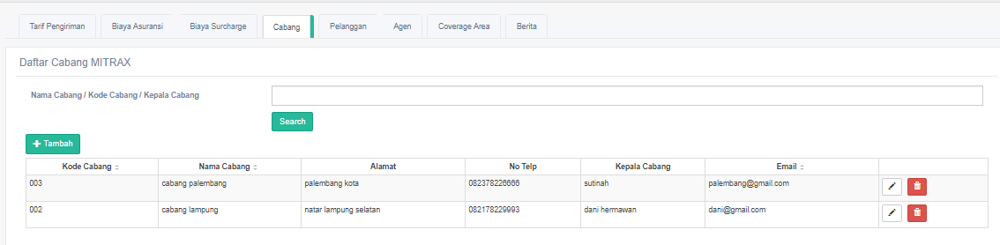 Tarif Pengiriman Biaya Asuransi Biaya Surcharge Cabang Pelanggan Agen Coverage Area Berita
Daftar Cabang MITRAX
Nama Cabang / Kode Cabang / Kepala Cabang
Search
Tambah
Kode Cabang Nama Cabang Alamat No Telp Kepala Cabang Email
003 cabang palembang palembang kota 082378226666 sutinah palembang@gmail.com
002 cabang lampung natar lampung selatan 082178229993 dani hermawan dani@gmail.com